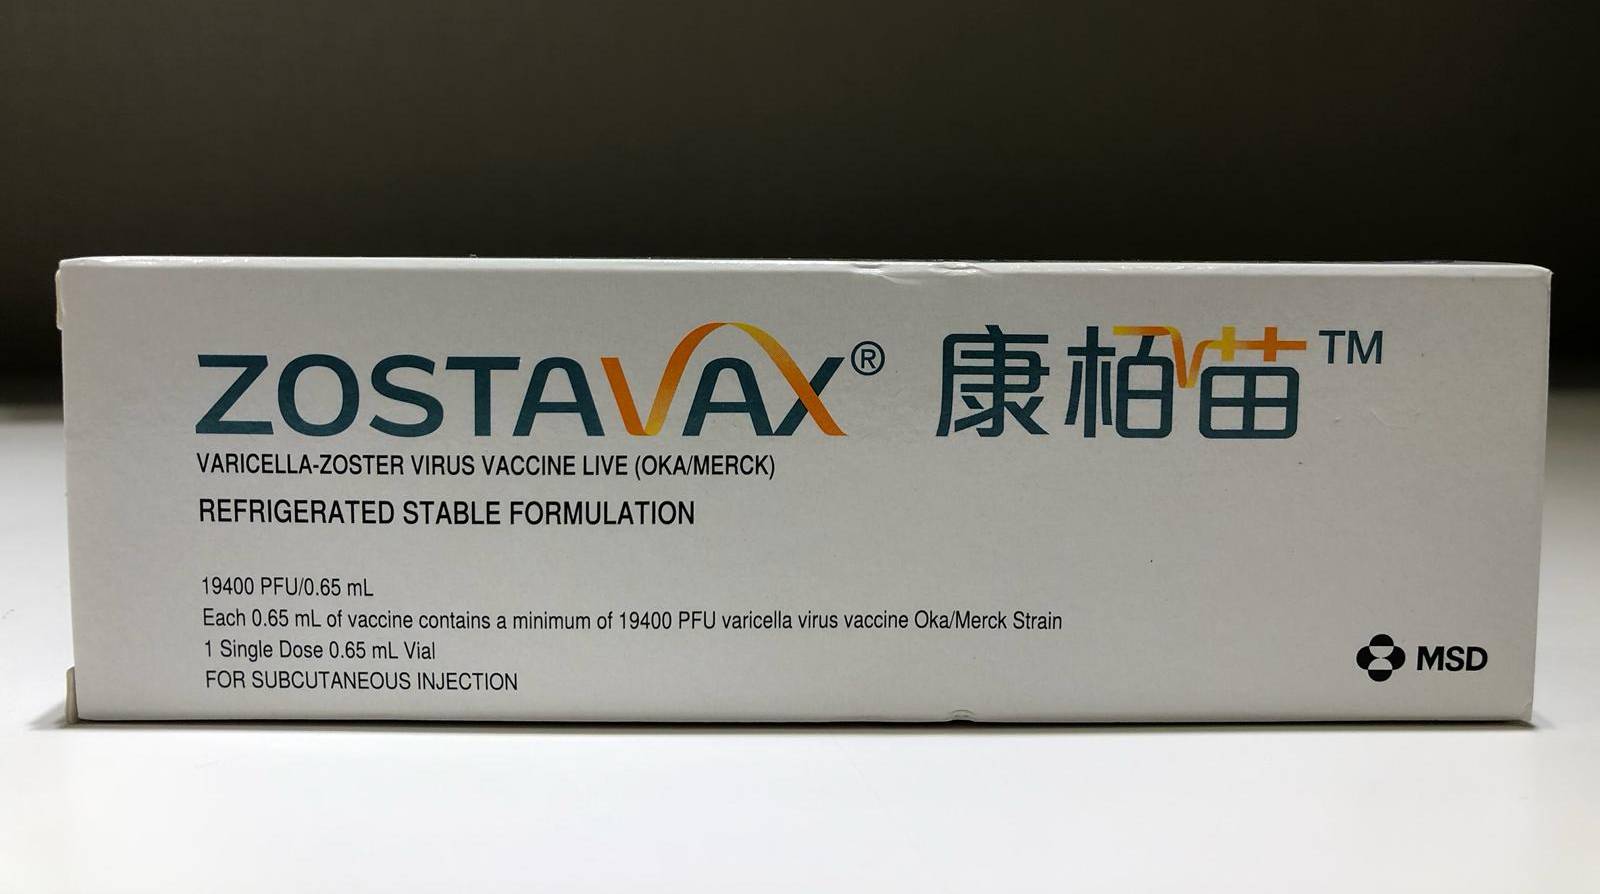 ZOSTAVAX® 康栢苗™
VARICELLA-ZOSTER VIRUS VACCINE LIVE (OKA/MERCK)
REFRIGERATED STABLE FORMULATION
19400 PFU/0.65 mL
Each 0.65 mL of vaccine contains a minimum of 19400 PFU varicella virus vaccine Oka/Merck Strain
1 Single Dose 0.65 mL Vial
FOR SUBCUTANEOUS INJECTION
MSD